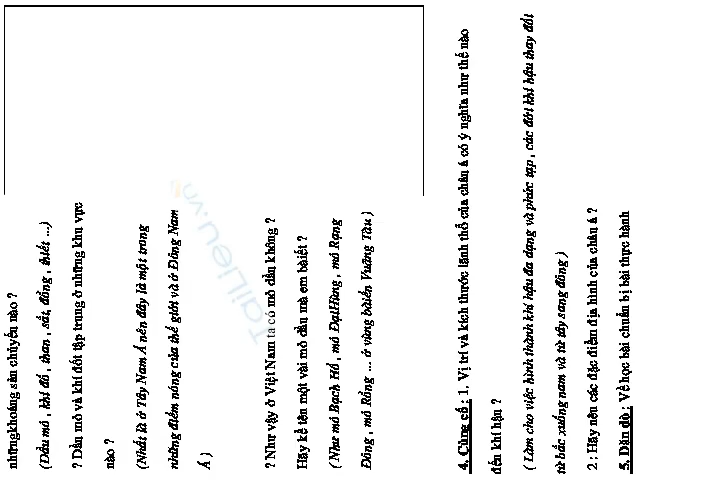 nhữngkhoáng sản chủyếu nào ?
(Dầu mỏ , khí đố , than , sắt, đồng , thiết ...)
? Dầu mỏ và khí đốt tập trung ở những khu vực
nào ?
(Nhất là ở Tây Nam Á nên đây là một trong
những điểm nóng của thế giới và ở Đông Nam
Á )
? Như vậy ở Việt Nam ta có mỏ dầu không ?
Hãy kể tên một vài mỏ dầu mà em bàiết ?
( Như mỏ Bạch Hổ , mỏ ĐạiHùng , mỏ Rạng
Đông , mỏ Rồng ... ở vùng bàiển Vuõng Tàu )
4. Củng cố : 1. Vị trí và kích thước lãnh thổ của châu á có ý nghĩa như thế nào
đến khí hậu ?
( Làm cho việc hình thành khí hậu đa dạng và phức tạp , các đới khí hậu thay đổi
từ bắc xuống nam và từ tây sang đông )
2 : Hãy nêu các đặc điểm địa hình của châu á ?
5. Dặn dò : Về học bài chuẩn bị bài thực hành
TaiLieu.vn